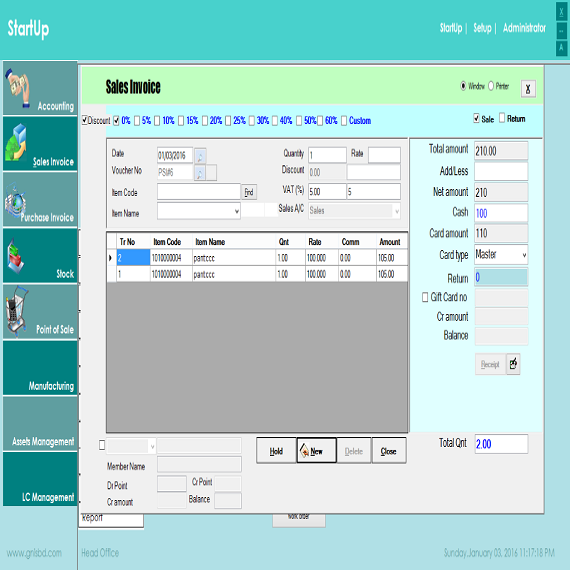 StartUp
StartUp | Setup | Administrator
X
A
Accounting
Sales Invoice
Purchase Invoice
Stock
Point of Sale
Manufacturing
Assets Management
LC Management
Sales Invoice
Window Printer X
Discount 0% 5% 10% 15% 20% 25% 30% 40% 50% 60% Custom
Sale Return
Date 01/03/2016 Quantity 1 Rate
Voucher No PSI#6 Discount 0.00
Item Code Find VAT (%) 5.00 5
Item Name Sales A/C Sales
Tr No Item Code Item Name Qnt Rate Comm Amount
2 1010000004 pantccc 1.00 100.000 0.00 105.00
1 1010000004 pantccc 1.00 100.000 0.00 105.00
Total amount 210.00
Add/Less
Net amount 210
Cash 100
Card amount 110
Card type Master
Return 0
Gift Card no
Cr amount
Balance
Receipt
Total Qnt 2.00
Hold New Delete Close
Member Name
Dr Point Cr Point
Cr amount Balance
Report
work order
www.gnisbd.com Head Office Sunday,January 03, 2016 11:17:18 PM